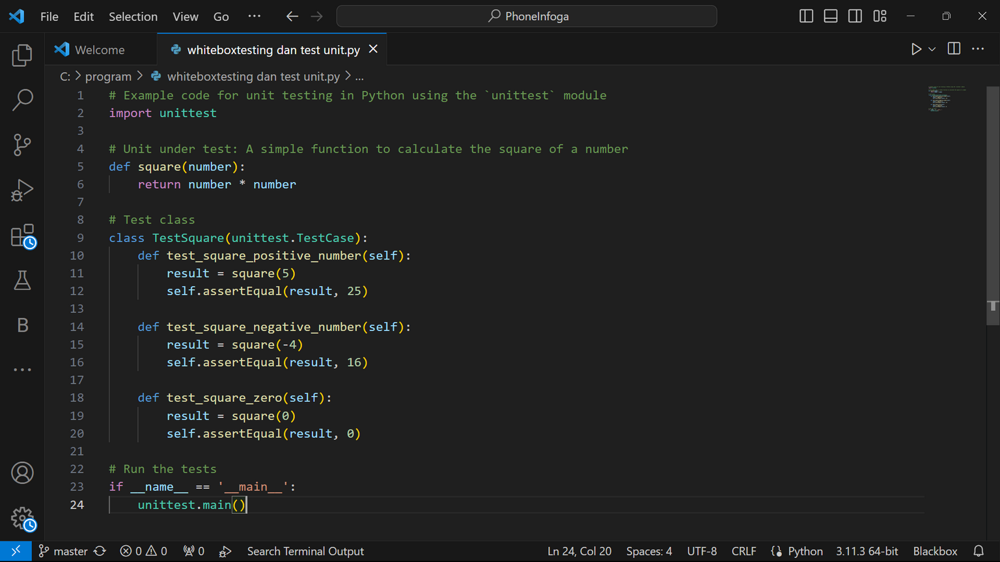 File Edit Selection View Go ··· PhoneInfoga
Welcome whiteboxtesting dan test unit.py
C: > program > whiteboxtesting dan test unit.py > ...
1 # Example code for unit testing in Python using the `unittest` module
2 import unittest
3
4 # Unit under test: A simple function to calculate the square of a number
5 def square(number):
6     return number * number
7
8 # Test class
9 class TestSquare(unittest.TestCase):
10     def test_square_positive_number(self):
11         result = square(5)
12         self.assertEqual(result, 25)
13
14     def test_square_negative_number(self):
15         result = square(-4)
16         self.assertEqual(result, 16)
17
18     def test_square_zero(self):
19         result = square(0)
20         self.assertEqual(result, 0)
21
22 # Run the tests
23 if __name__ == '__main__':
24     unittest.main()
B
master 0 0 0 Search Terminal Output Ln 24, Col 20 Spaces: 4 UTF-8 CRLF Python 3.11.3 64-bit Blackbox